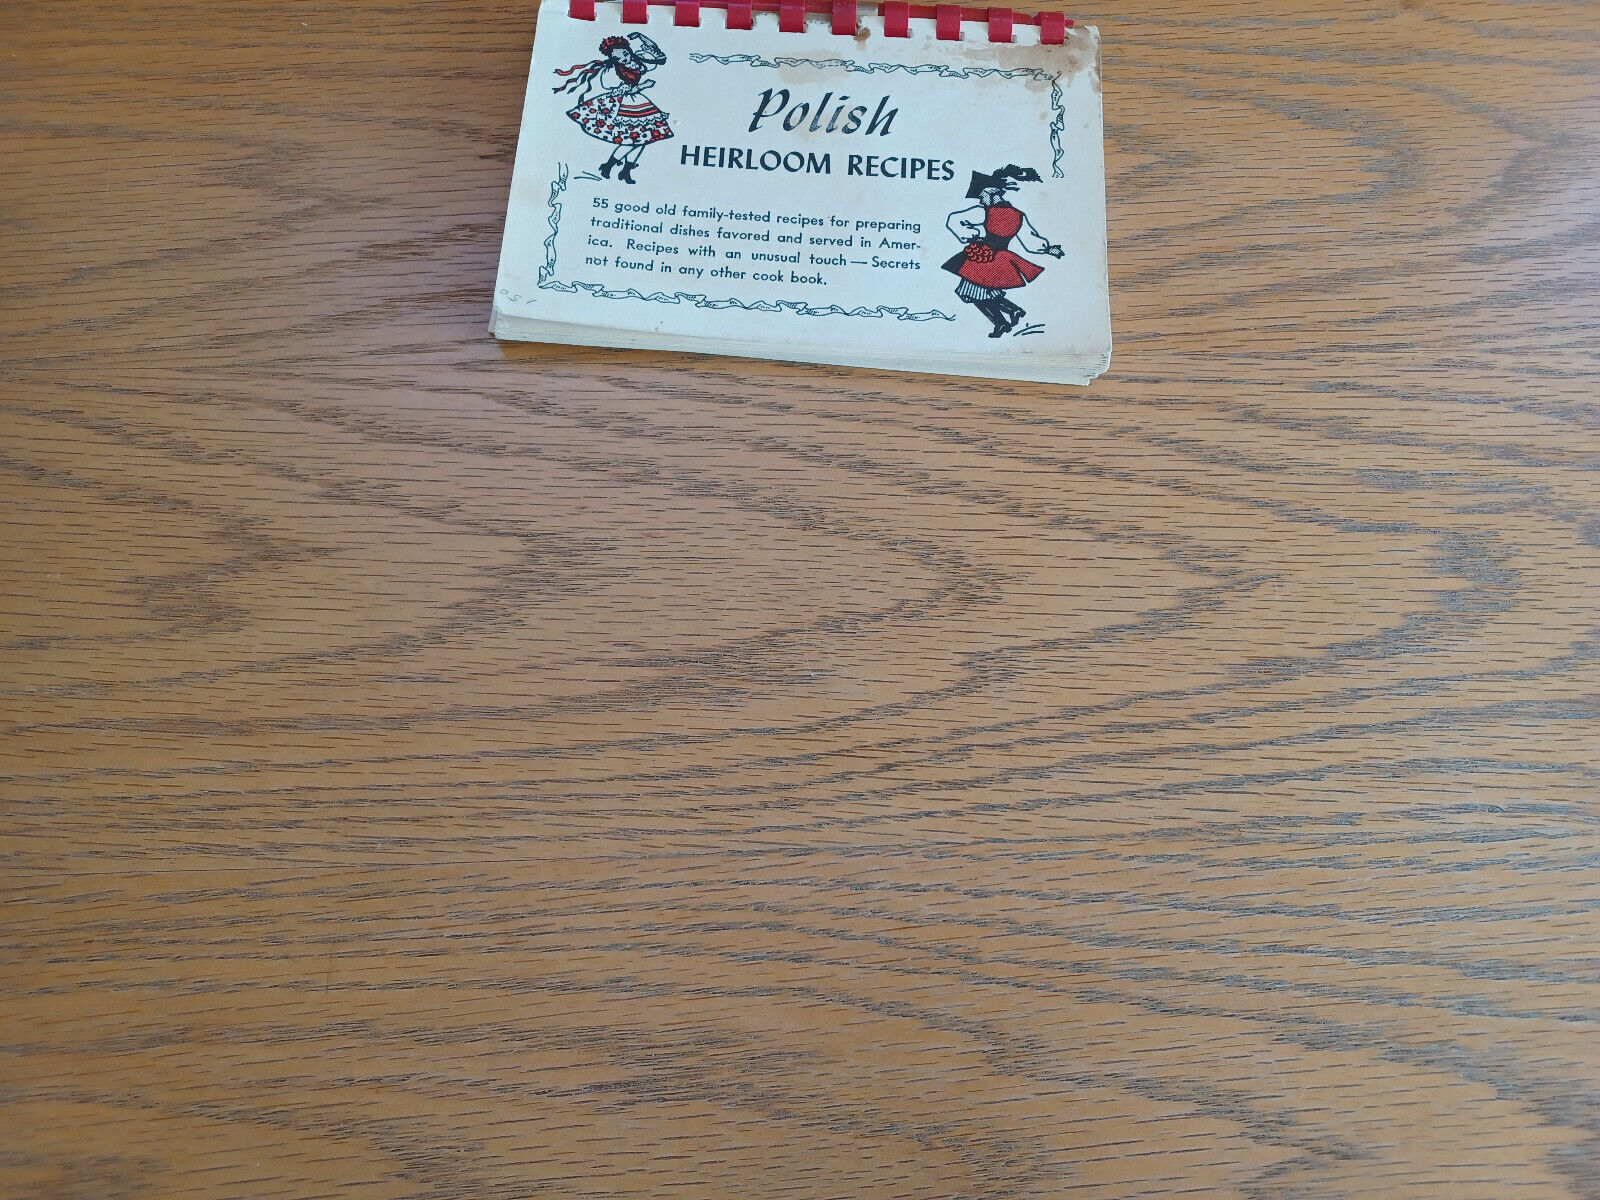 Polish
HEIRLOOM RECIPES
55 good old family-tested recipes for preparing
traditional dishes favored and served in Amer-
ica. Recipes with an unusual touch — Secrets
not found in any other cook book.